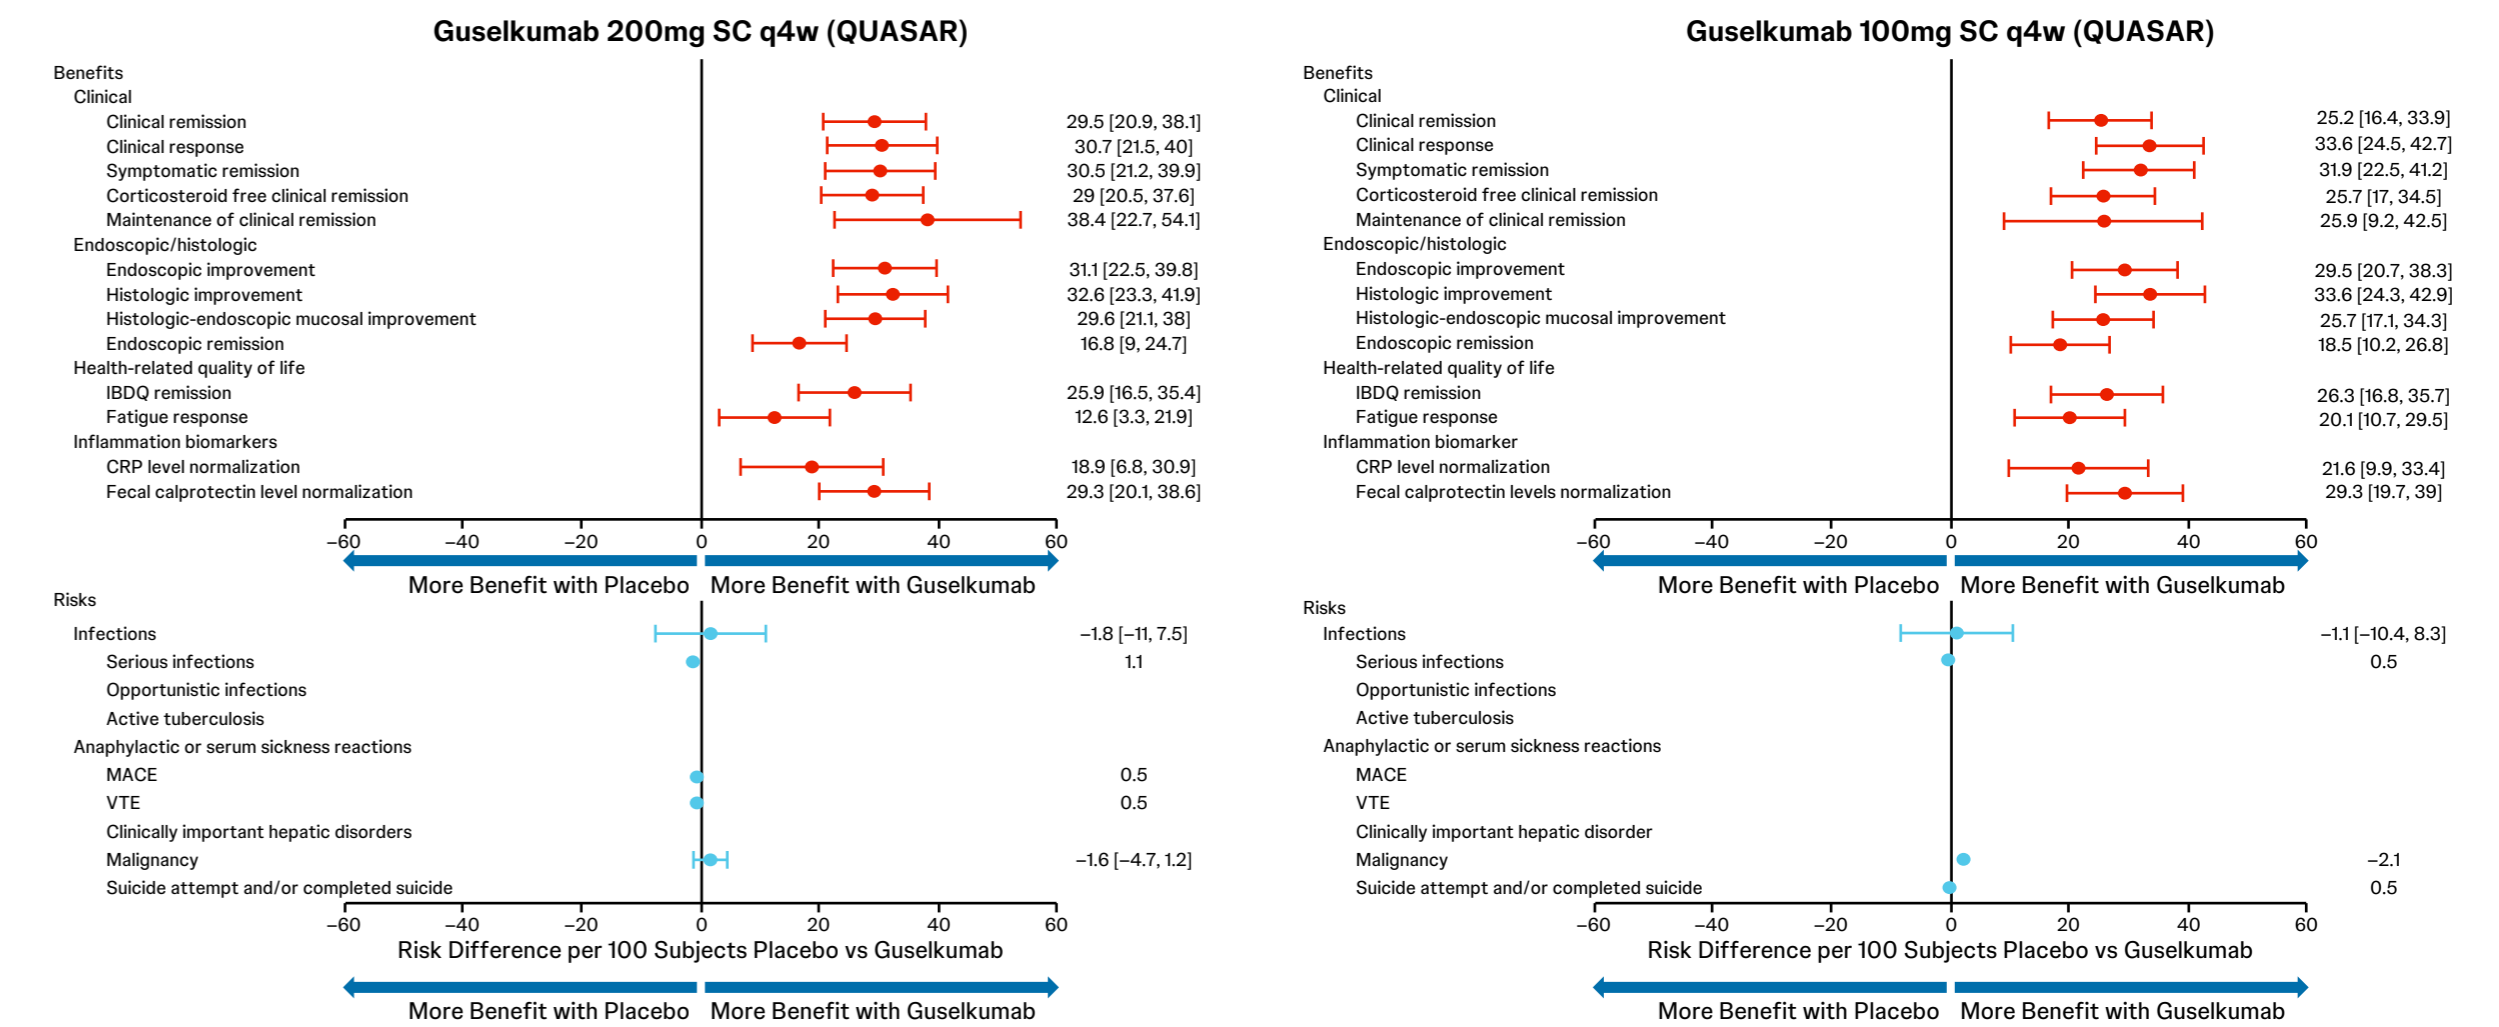 Guselkumab 200mg SC q4w (QUASAR)
Benefits
Clinical
Clinical remission 29.5 [20.9, 38.1]
Clinical response 30.7 [21.5, 40]
Symptomatic remission 30.5 [21.2, 39.9]
Corticosteroid free clinical remission 29 [20.5, 37.6]
Maintenance of clinical remission 38.4 [22.7, 54.1]
Endoscopic/histologic
Endoscopic improvement 31.1 [22.5, 39.8]
Histologic improvement 32.6 [23.3, 41.9]
Histologic-endoscopic mucosal improvement 29.6 [21.1, 38]
Endoscopic remission 16.8 [9, 24.7]
Health-related quality of life
IBDQ remission 25.9 [16.5, 35.4]
Fatigue response 12.6 [3.3, 21.9]
Inflammation biomarkers
CRP level normalization 18.9 [6.8, 30.9]
Fecal calprotectin level normalization 29.3 [20.1, 38.6]
−60 −40 −20 0 20 40 60
More Benefit with Placebo More Benefit with Guselkumab
Risks
Infections −1.8 [−11, 7.5]
Serious infections 1.1
Opportunistic infections
Active tuberculosis
Anaphylactic or serum sickness reactions
MACE 0.5
VTE 0.5
Clinically important hepatic disorders
Malignancy −1.6 [−4.7, 1.2]
Suicide attempt and/or completed suicide
−60 −40 −20 0 20 40 60
Risk Difference per 100 Subjects Placebo vs Guselkumab
More Benefit with Placebo More Benefit with Guselkumab
Guselkumab 100mg SC q4w (QUASAR)
Benefits
Clinical
Clinical remission 25.2 [16.4, 33.9]
Clinical response 33.6 [24.5, 42.7]
Symptomatic remission 31.9 [22.5, 41.2]
Corticosteroid free clinical remission 25.7 [17, 34.5]
Maintenance of clinical remission 25.9 [9.2, 42.5]
Endoscopic/histologic
Endoscopic improvement 29.5 [20.7, 38.3]
Histologic improvement 33.6 [24.3, 42.9]
Histologic-endoscopic mucosal improvement 25.7 [17.1, 34.3]
Endoscopic remission 18.5 [10.2, 26.8]
Health-related quality of life
IBDQ remission 26.3 [16.8, 35.7]
Fatigue response 20.1 [10.7, 29.5]
Inflammation biomarker
CRP level normalization 21.6 [9.9, 33.4]
Fecal calprotectin levels normalization 29.3 [19.7, 39]
−60 −40 −20 0 20 40 60
More Benefit with Placebo More Benefit with Guselkumab
Risks
Infections −1.1 [−10.4, 8.3]
Serious infections 0.5
Opportunistic infections
Active tuberculosis
Anaphylactic or serum sickness reactions
MACE
VTE
Clinically important hepatic disorder
Malignancy −2.1
Suicide attempt and/or completed suicide 0.5
−60 −40 −20 0 20 40 60
Risk Difference per 100 Subjects Placebo vs Guselkumab
More Benefit with Placebo More Benefit with Guselkumab